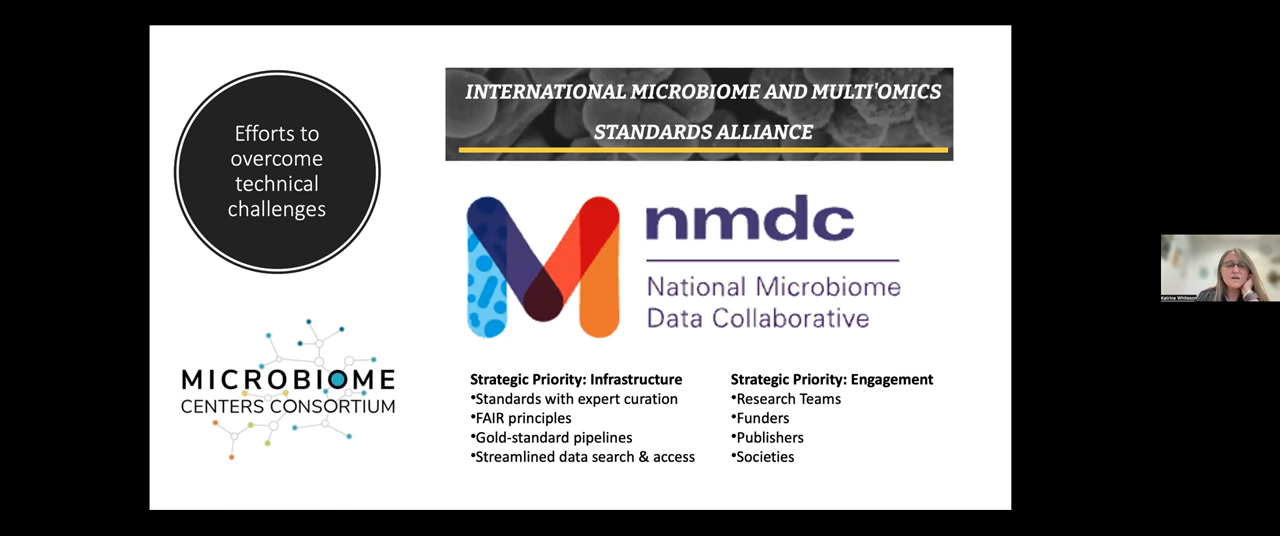 Efforts to
overcome
technical
challenges
INTERNATIONAL MICROBIOME AND MULTI'OMICS
STANDARDS ALLIANCE
nmdc
National Microbiome
Data Collaborative
MICROBIOME
CENTERS CONSORTIUM
Strategic Priority: Infrastructure
•Standards with expert curation
•FAIR principles
•Gold-standard pipelines
•Streamlined data search & access
Strategic Priority: Engagement
•Research Teams
•Funders
•Publishers
•Societies
Katrine Whiteson